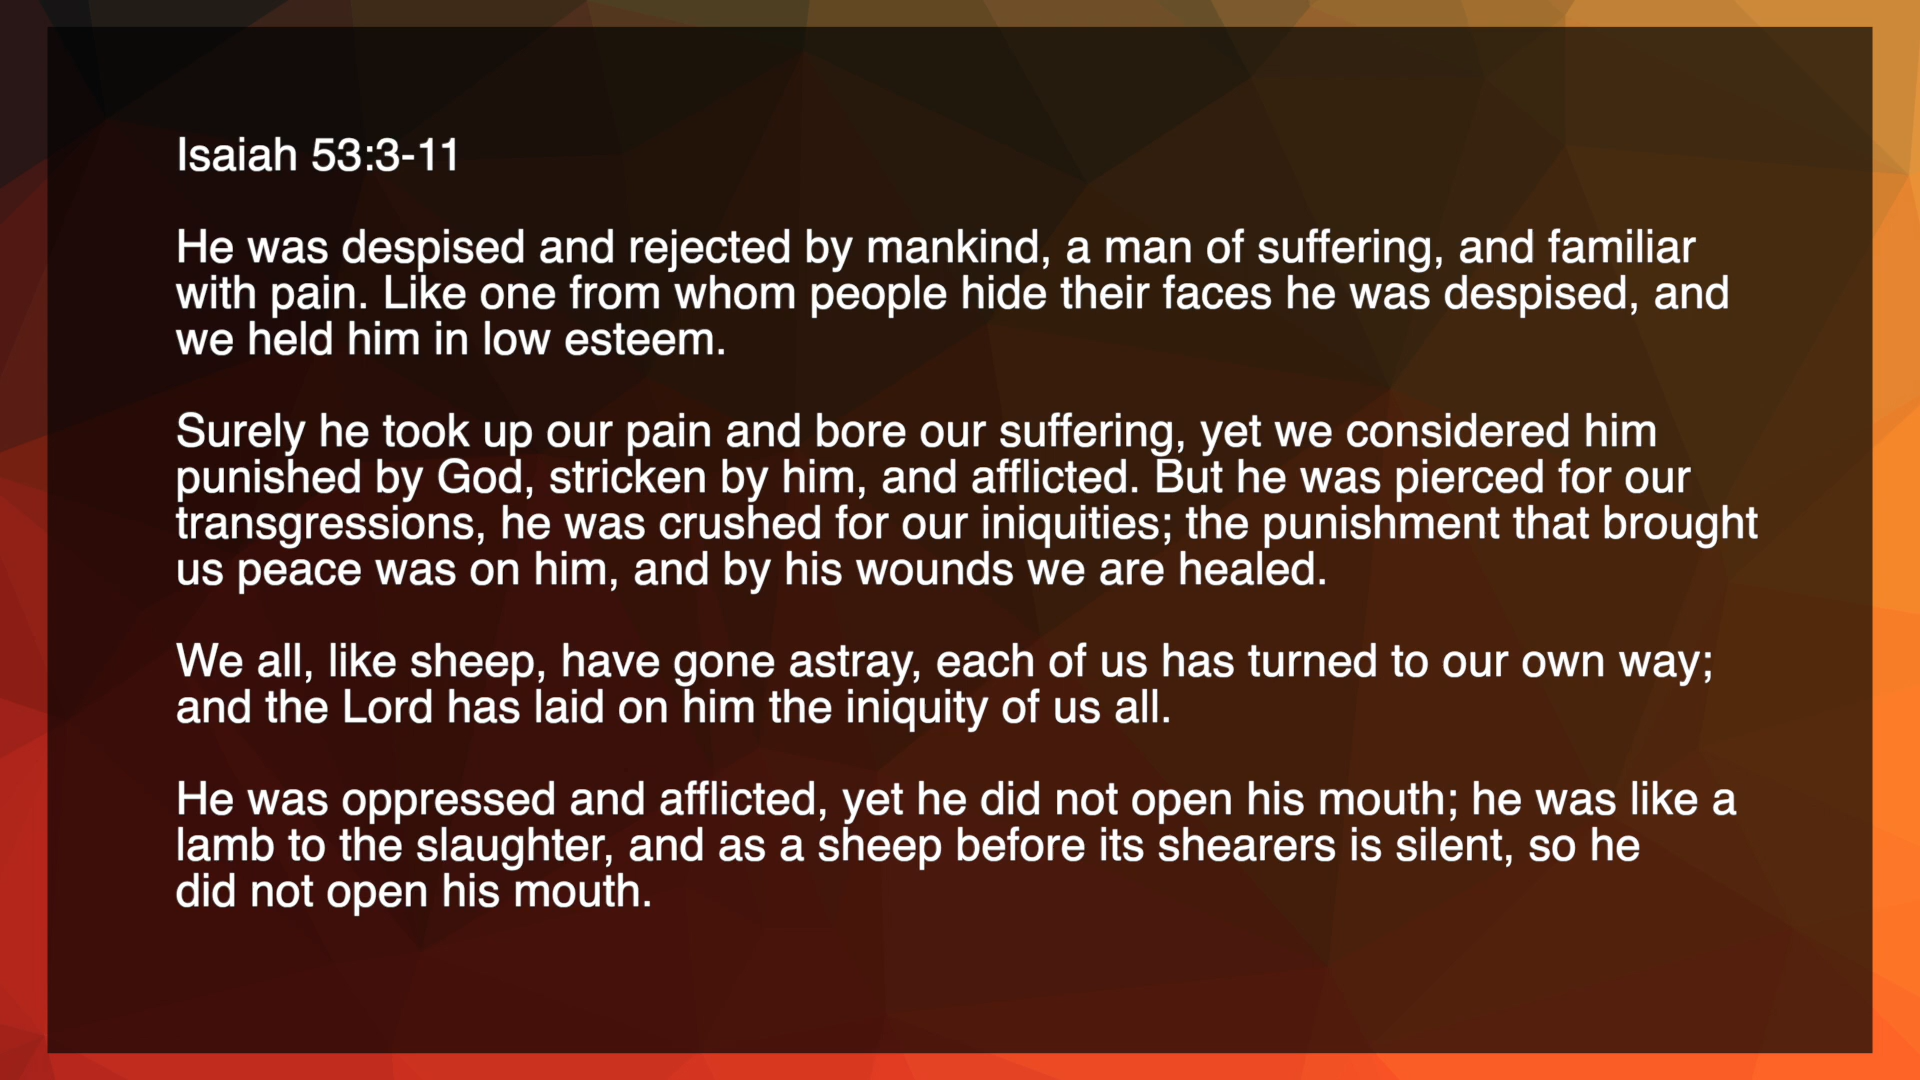 Isaiah 53:3-11
He was despised and rejected by mankind, a man of suffering, and familiar
with pain. Like one from whom people hide their faces he was despised, and
we held him in low esteem.
Surely he took up our pain and bore our suffering, yet we considered him
punished by God, stricken by him, and afflicted. But he was pierced for our
transgressions, he was crushed for our iniquities; the punishment that brought
us peace was on him, and by his wounds we are healed.
We all, like sheep, have gone astray, each of us has turned to our own way;
and the Lord has laid on him the iniquity of us all.
He was oppressed and afflicted, yet he did not open his mouth; he was like a
lamb to the slaughter, and as a sheep before its shearers is silent, so he
did not open his mouth.